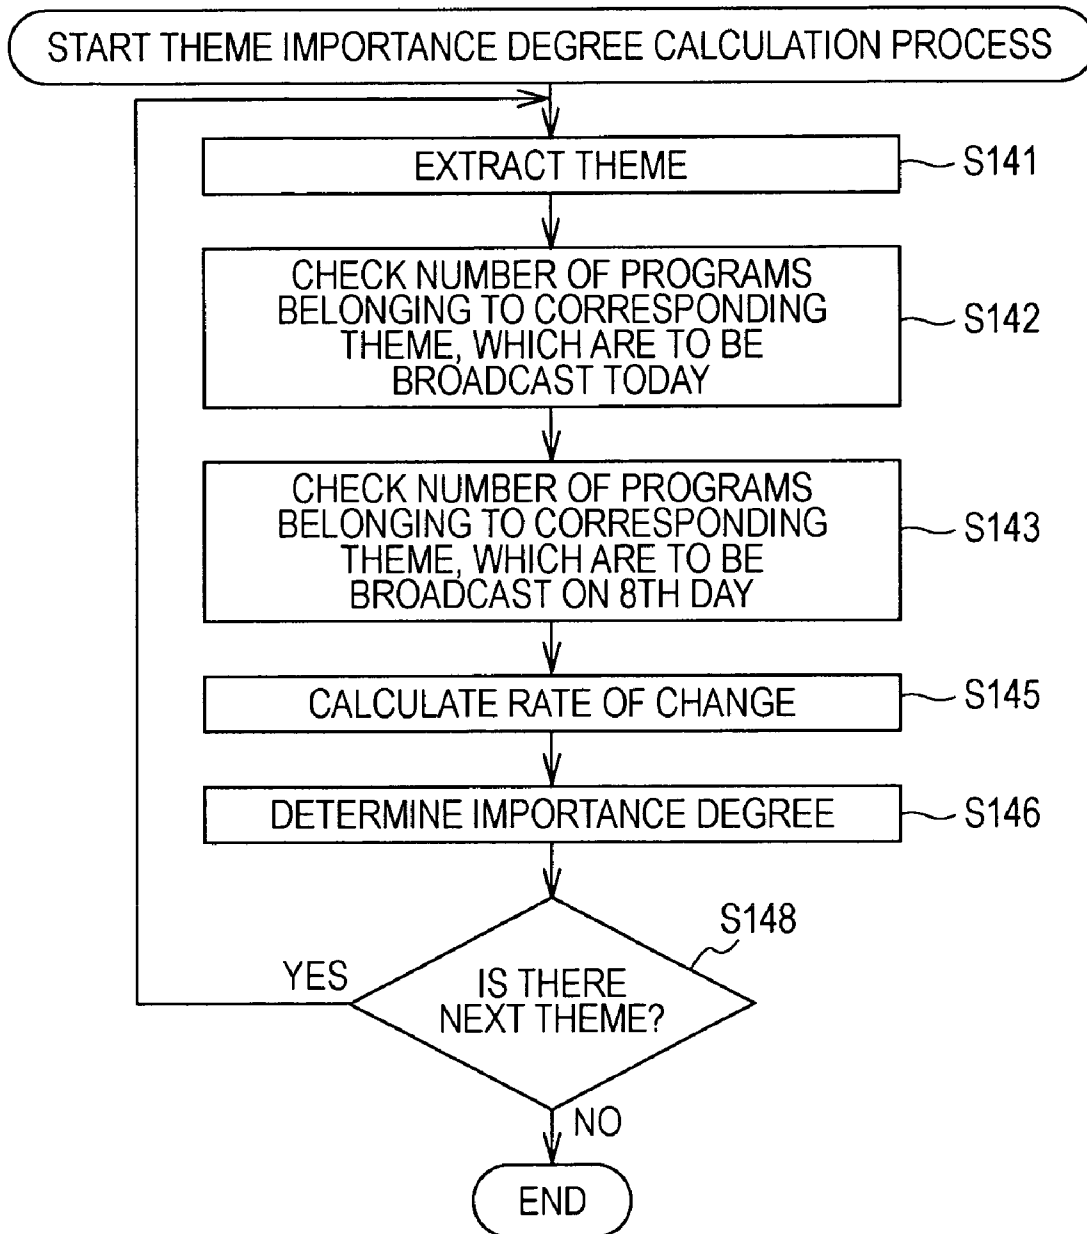 START THEME IMPORTANCE DEGREE CALCULATION PROCESS
EXTRACT THEME
S141
CHECK NUMBER OF PROGRAMS
BELONGING TO CORRESPONDING
THEME, WHICH ARE TO BE
BROADCAST TODAY
S142
CHECK NUMBER OF PROGRAMS
BELONGING TO CORRESPONDING
THEME, WHICH ARE TO BE
BROADCAST ON 8TH DAY
S143
CALCULATE RATE OF CHANGE
S145
DETERMINE IMPORTANCE DEGREE
S146
S148
YES
IS THERE
NEXT THEME?
NO
END